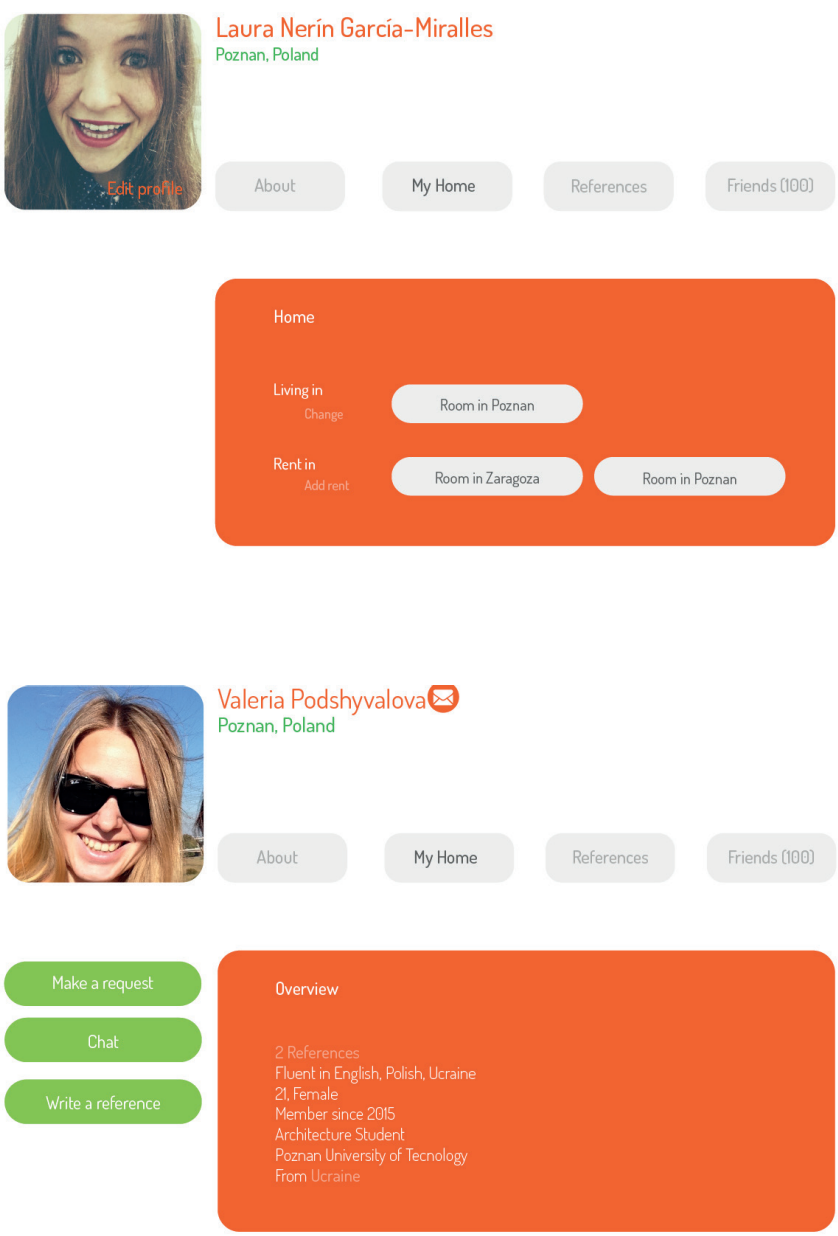 Laura Nerín García-Miralles
Poznan, Poland
Edit profile
About
My Home
References
Friends (100)
Home
Living in
Change
Room in Poznan
Rent in
Add rent
Room in Zaragoza
Room in Poznan
Valeria Podshyvalova
Poznan, Poland
About
My Home
References
Friends (100)
Make a request
Chat
Write a reference
Overview
2 References
Fluent in English, Polish, Ucraine
21, Female
Member since 2015
Architecture Student
Poznan University of Tecnology
From Ucraine